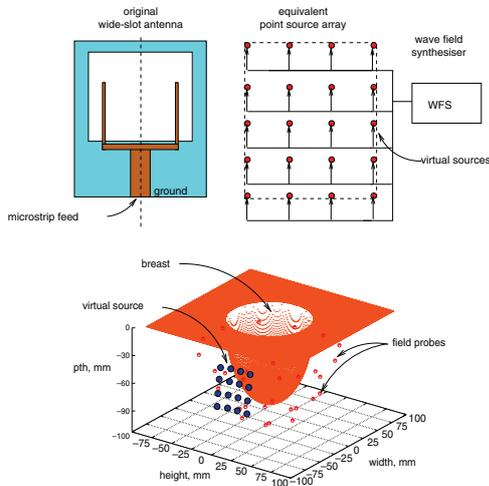 original
wide-slot antenna
equivalent
point source array
wave field
synthesiser
WFS
virtual sources
ground
microstrip feed
breast
virtual source
field probes
0
pth, mm
−30
−60
−90
−100
−75
−50
−25
0
25
50
75
100
height, mm
−100
−75
−50
−25
0
25
50
75
100
width, mm